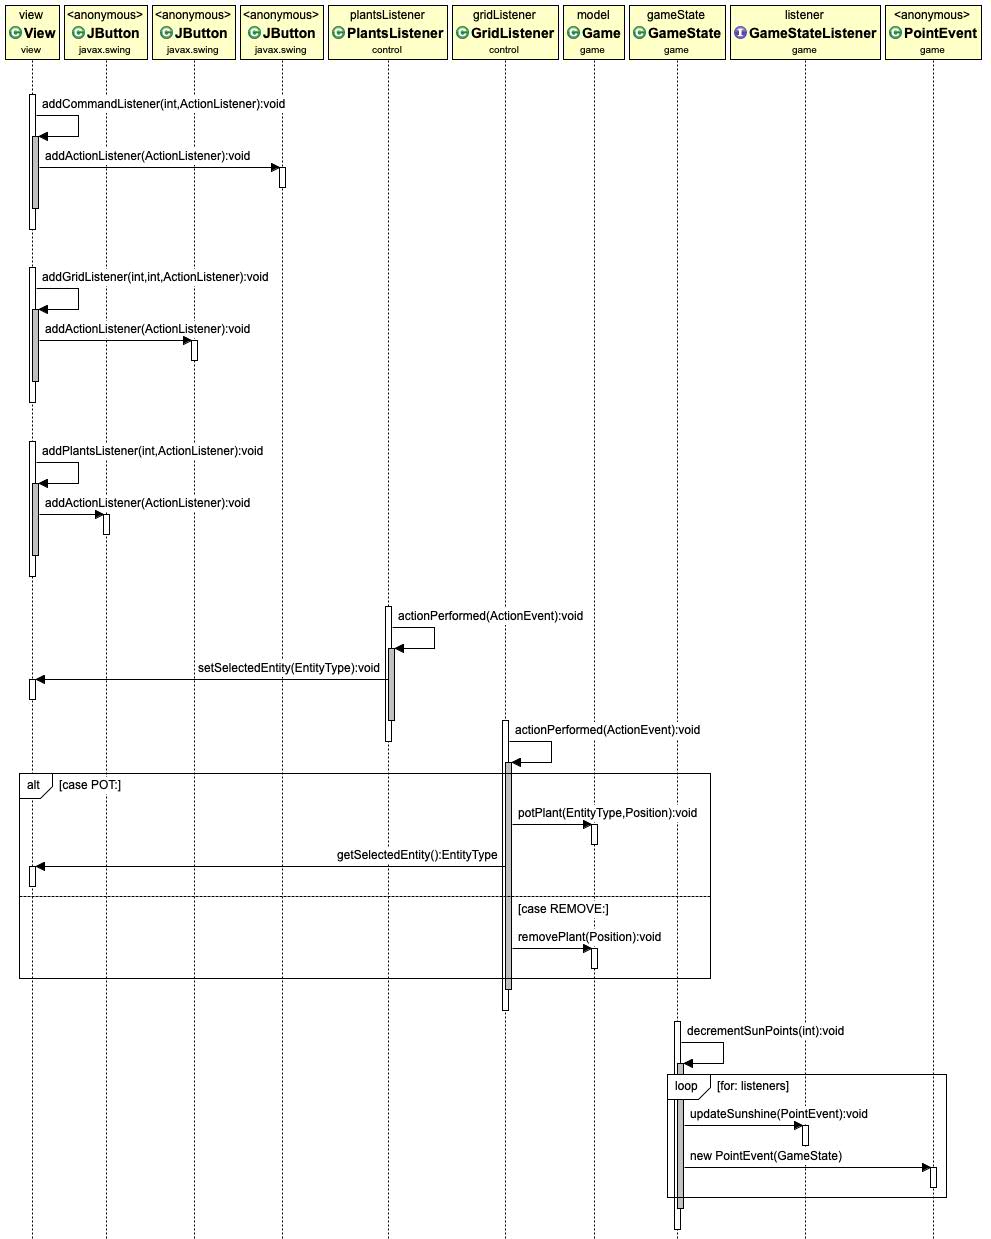 view
C View
view
<anonymous>
C JButton
javax.swing
<anonymous>
C JButton
javax.swing
<anonymous>
C JButton
javax.swing
plantsListener
C PlantsListener
control
gridListener
C GridListener
control
model
C Game
game
gameState
C GameState
game
listener
I GameStateListener
game
<anonymous>
C PointEvent
game
addCommandListener(int,ActionListener):void
addActionListener(ActionListener):void
addGridListener(int,int,ActionListener):void
addActionListener(ActionListener):void
addPlantsListener(int,ActionListener):void
addActionListener(ActionListener):void
actionPerformed(ActionEvent):void
setSelectedEntity(EntityType):void
actionPerformed(ActionEvent):void
alt [case POT:]
potPlant(EntityType,Position):void
getSelectedEntity():EntityType
[case REMOVE:]
removePlant(Position):void
decrementSunPoints(int):void
loop [for: listeners]
updateSunshine(PointEvent):void
new PointEvent(GameState)